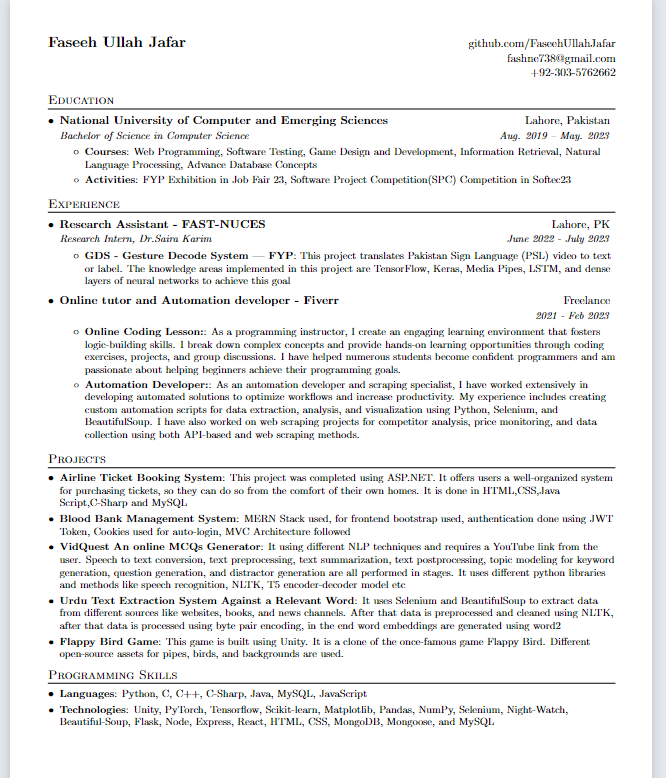 Faseeh Ullah Jafar
github.com/FaseehUllahJafar
fashne738@gmail.com
+92-303-5762662
Education
• National University of Computer and Emerging Sciences Lahore, Pakistan
Bachelor of Science in Computer Science Aug. 2019 – May. 2023
◦ Courses: Web Programming, Software Testing, Game Design and Development, Information Retrieval, Natural
Language Processing, Advance Database Concepts
◦ Activities: FYP Exhibition in Job Fair 23, Software Project Competition(SPC) Competition in Softec23
Experience
• Research Assistant - FAST-NUCES Lahore, PK
Research Intern, Dr.Saira Karim June 2022 - July 2023
◦ GDS - Gesture Decode System — FYP: This project translates Pakistan Sign Language (PSL) video to text
or label. The knowledge areas implemented in this project are TensorFlow, Keras, Media Pipes, LSTM, and dense
layers of neural networks to achieve this goal
• Online tutor and Automation developer - Fiverr Freelance
2021 - Feb 2023
◦ Online Coding Lesson:: As a programming instructor, I create an engaging learning environment that fosters
logic-building skills. I break down complex concepts and provide hands-on learning opportunities through coding
exercises, projects, and group discussions. I have helped numerous students become confident programmers and am
passionate about helping beginners achieve their programming goals.
◦ Automation Developer:: As an automation developer and scraping specialist, I have worked extensively in
developing automated solutions to optimize workflows and increase productivity. My experience includes creating
custom automation scripts for data extraction, analysis, and visualization using Python, Selenium, and
BeautifulSoup. I have also worked on web scraping projects for competitor analysis, price monitoring, and data
collection using both API-based and web scraping methods.
Projects
• Airline Ticket Booking System: This project was completed using ASP.NET. It offers users a well-organized system
for purchasing tickets, so they can do so from the comfort of their own homes. It is done in HTML,CSS,Java
Script,C-Sharp and MySQL
• Blood Bank Management System: MERN Stack used, for frontend bootstrap used, authentication done using JWT
Token, Cookies used for auto-login, MVC Architecture followed
• VidQuest An online MCQs Generator: It using different NLP techniques and requires a YouTube link from the
user. Speech to text conversion, text preprocessing, text summarization, text postprocessing, topic modeling for keyword
generation, question generation, and distractor generation are all performed in stages. It uses different python libraries
and methods like speech recognition, NLTK, T5 encoder-decoder model etc
• Urdu Text Extraction System Against a Relevant Word: It uses Selenium and BeautifulSoup to extract data
from different sources like websites, books, and news channels. After that data is preprocessed and cleaned using NLTK,
after that data is processed using byte pair encoding, in the end word embeddings are generated using word2
• Flappy Bird Game: This game is built using Unity. It is a clone of the once-famous game Flappy Bird. Different
open-source assets for pipes, birds, and backgrounds are used.
Programming Skills
• Languages: Python, C, C++, C-Sharp, Java, MySQL, JavaScript
• Technologies: Unity, PyTorch, Tensorflow, Scikit-learn, Matplotlib, Pandas, NumPy, Selenium, Night-Watch,
Beautiful-Soup, Flask, Node, Express, React, HTML, CSS, MongoDB, Mongoose, and MySQL